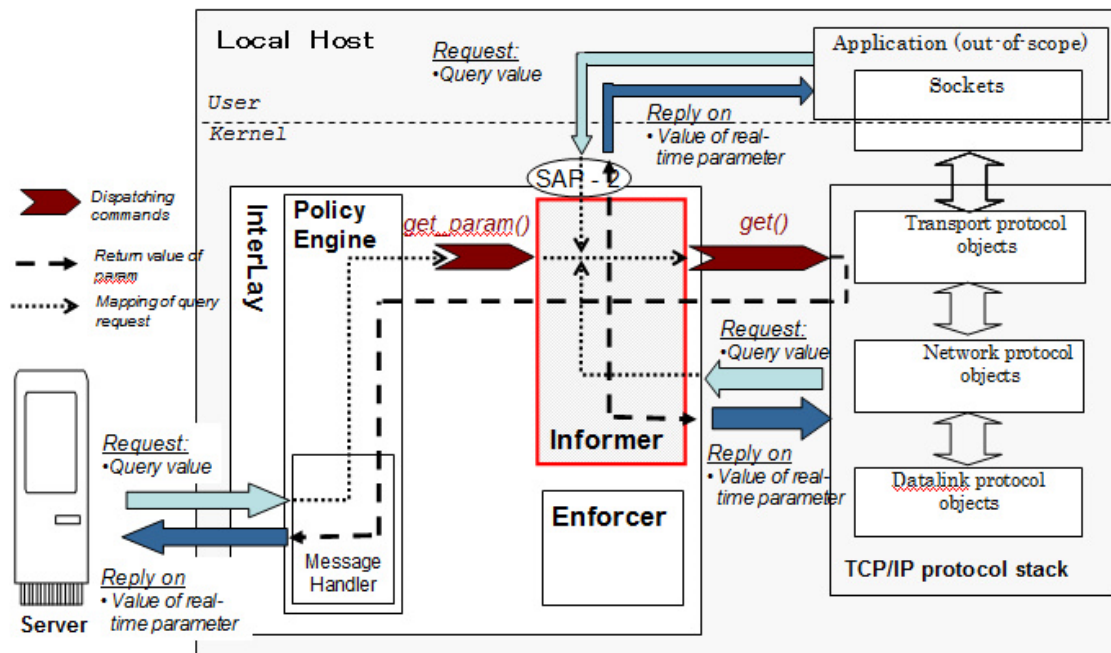 Local Host
Request:
•Query value
Application (out-of-scope)
Sockets
User
Kernel
Reply on
• Value of real-
time parameter
SAP - 2
Dispatching
commands
Return value of
param
Mapping of query
request
InterLay
Policy
Engine
get_param()
get()
Transport protocol
objects
Request:
•Query value
Network protocol
objects
Informer
Reply on
• Value of real-
time parameter
Datalink protocol
objects
Request:
•Query value
Enforcer
Message
Handler
TCP/IP protocol stack
Reply on
• Value of real-
time parameter
Server